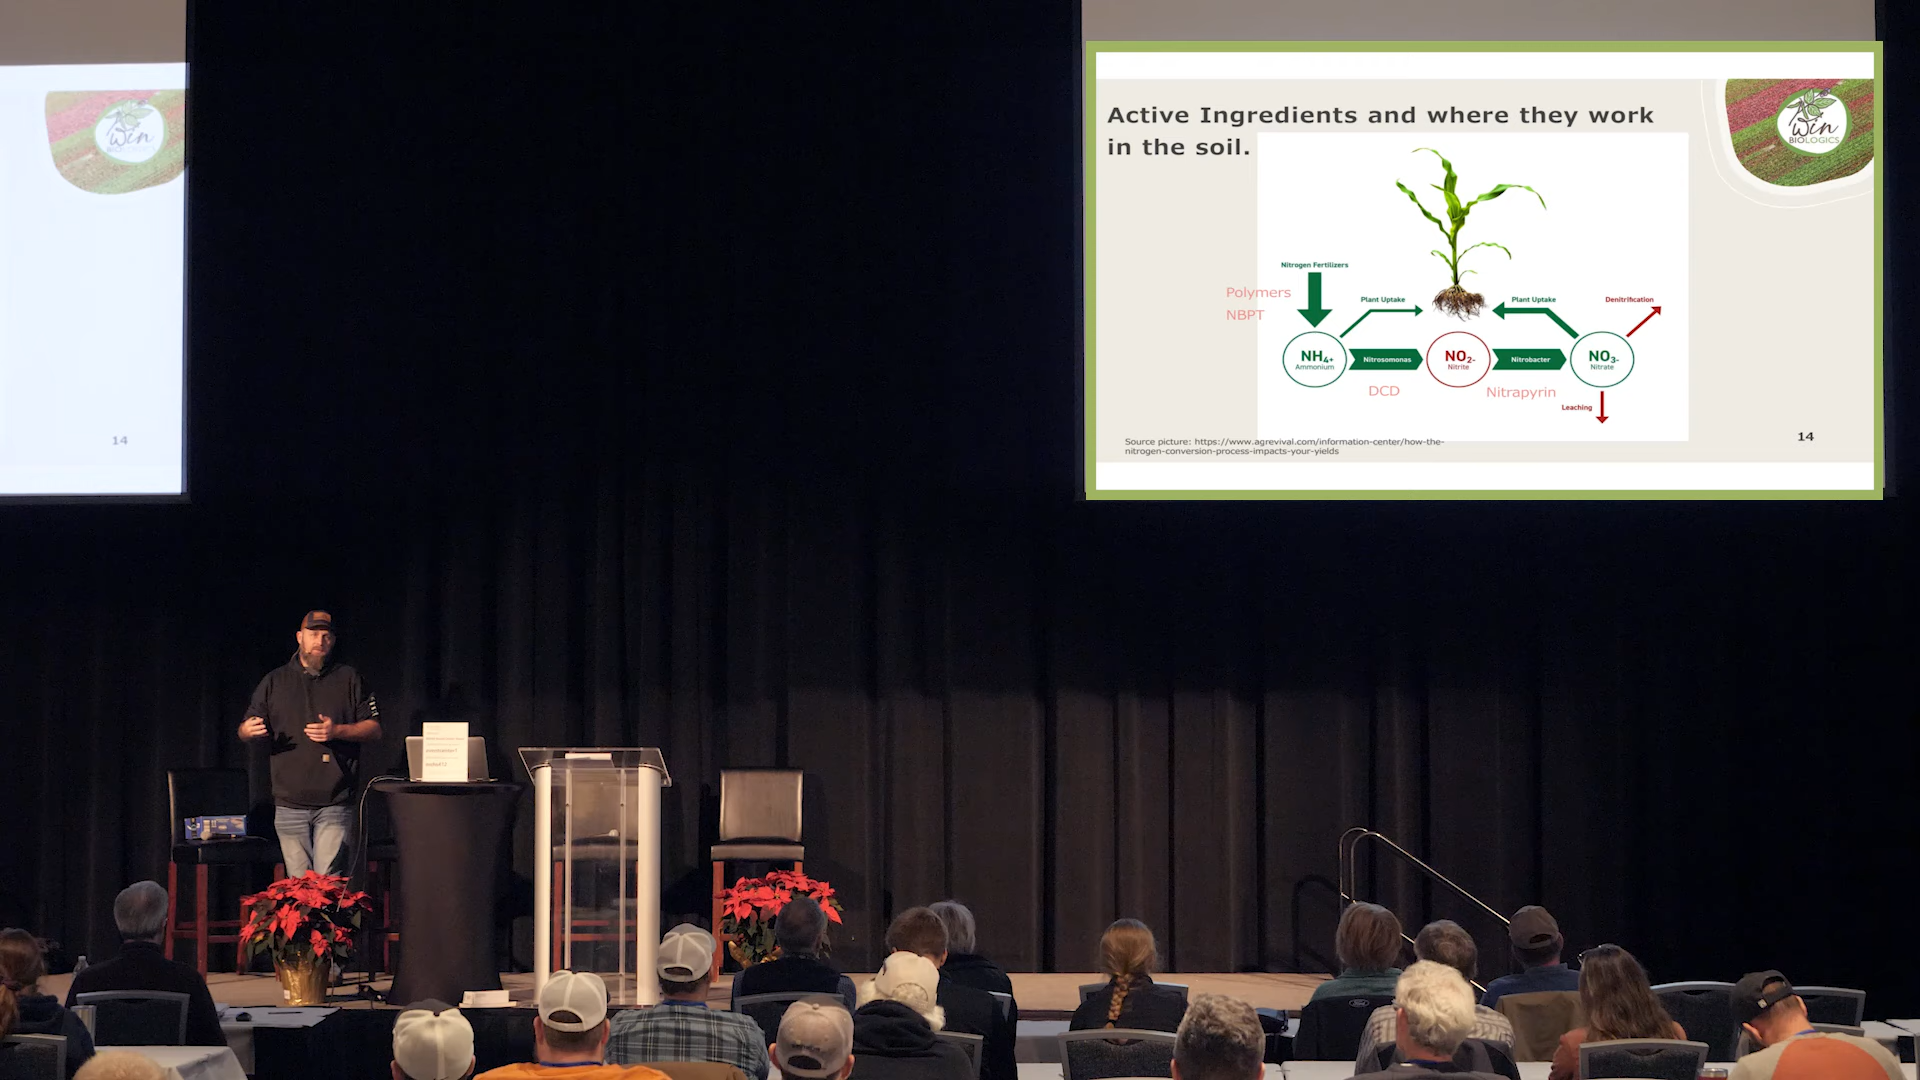 Win
BIOLOGICS
14
Active Ingredients and where they work
in the soil.
Win
BIOLOGICS
Nitrogen Fertilizers
Polymers
NBPT
Plant Uptake
Plant Uptake
Denitrification
NH4+
Ammonium
Nitrosomonas
NO2-
Nitrite
Nitrobacter
NO3-
Nitrate
DCD
Nitrapyrin
Leaching
Source picture: https://www.agrevival.com/information-center/how-the-
nitrogen-conversion-process-impacts-your-yields
14